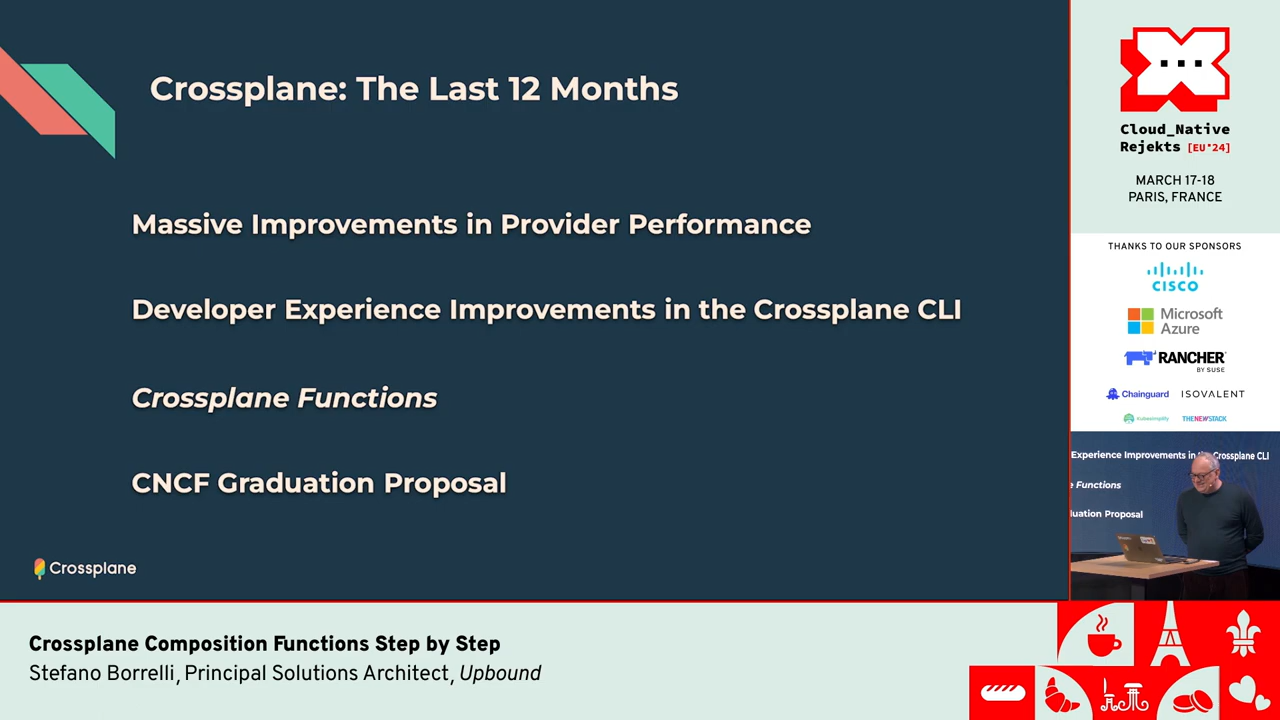 Crossplane: The Last 12 Months
Massive Improvements in Provider Performance
Developer Experience Improvements in the Crossplane CLI
Crossplane Functions
CNCF Graduation Proposal
Crossplane
Cloud_Native
Rejekts [EU'24]
MARCH 17-18
PARIS, FRANCE
THANKS TO OUR SPONSORS
CISCO
Microsoft
Azure
RANCHER
BY SUSE
Chainguard ISOVALENT
kubesimplify THENEWSTACK
Experience Improvements in the Crossplane CLI
e Functions
duation Proposal
Crossplane Composition Functions Step by Step
Stefano Borrelli, Principal Solutions Architect, Upbound